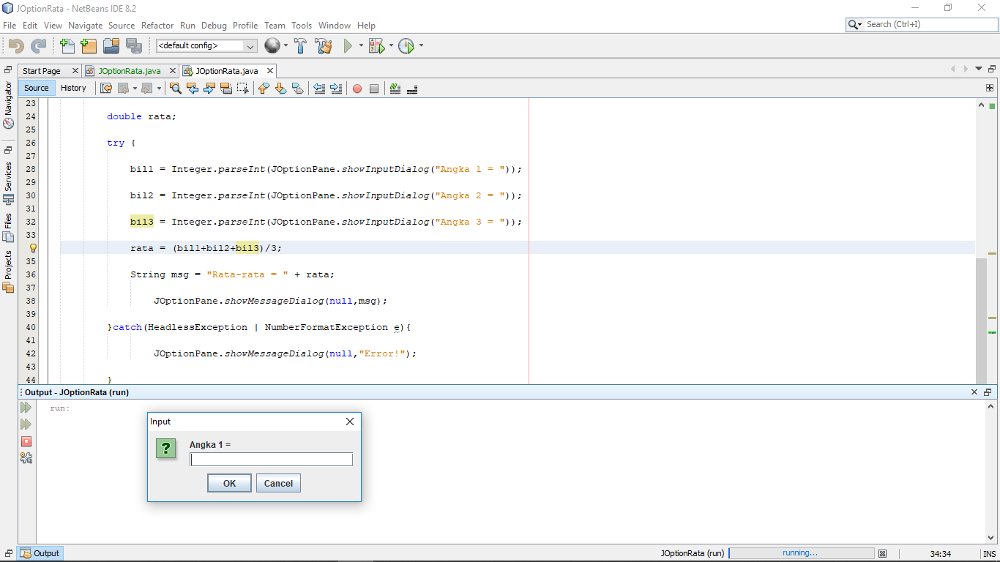 JOptionRata - NetBeans IDE 8.2
File Edit View Navigate Source Refactor Run Debug Profile Team Tools Window Help
Search (Ctrl+I)
<default config>
Start Page JOptionRata.java JOptionRata.java
Source History
Navigator
Services
Files
Projects
23
24 double rata;
25
26 try {
27
28 bil1 = Integer.parseInt(JOptionPane.showInputDialog("Angka 1 = "));
29
30 bil2 = Integer.parseInt(JOptionPane.showInputDialog("Angka 2 = "));
31
32 bil3 = Integer.parseInt(JOptionPane.showInputDialog("Angka 3 = "));
33
rata = (bil1+bil2+bil3)/3;
35
36 String msg = "Rata-rata = " + rata;
37
38 JOptionPane.showMessageDialog(null,msg);
39
40 }catch(HeadlessException | NumberFormatException e){
41
42 JOptionPane.showMessageDialog(null,"Error!");
43
44 }
Output - JOptionRata (run)
run:
Input
?
Angka 1 =
OK Cancel
Output
JOptionRata (run) running... 34:34 INS